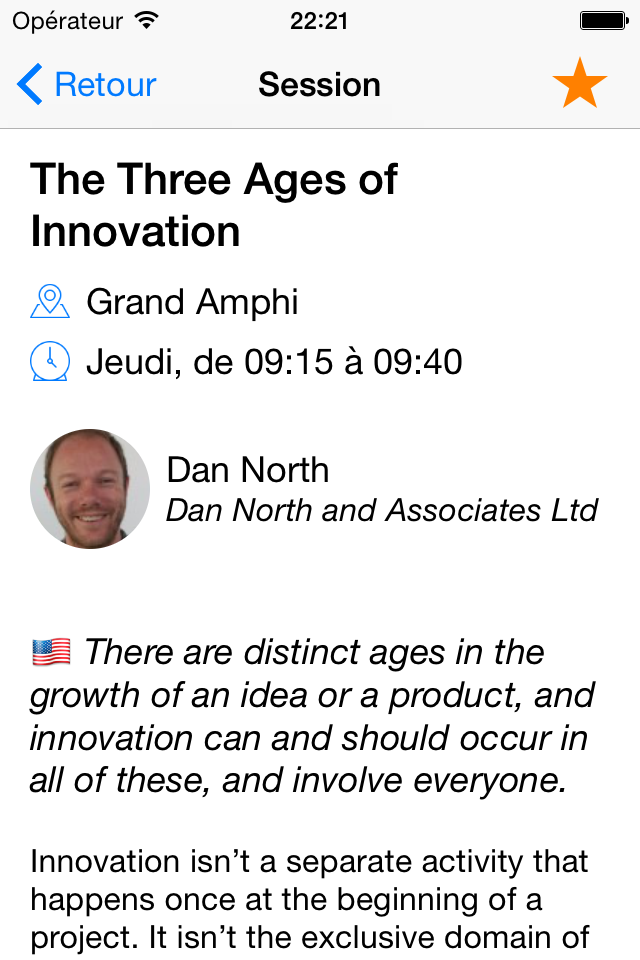 Opérateur 22:21
Retour Session
The Three Ages of
Innovation
Grand Amphi
Jeudi, de 09:15 à 09:40
Dan North
Dan North and Associates Ltd
There are distinct ages in the
growth of an idea or a product, and
innovation can and should occur in
all of these, and involve everyone.
Innovation isn’t a separate activity that
happens once at the beginning of a
project. It isn’t the exclusive domain of